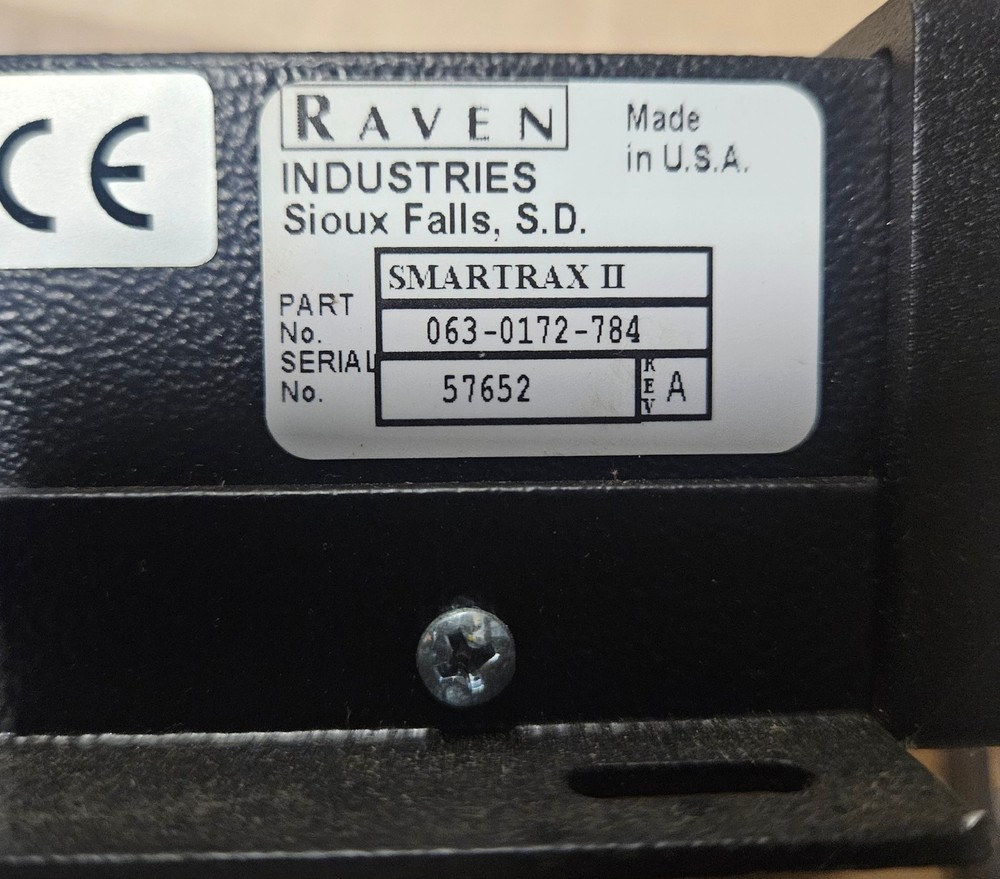 CE
RAVEN
Made
in U.S.A.
INDUSTRIES
Sioux Falls, S.D.
SMARTRAX II
PART
No.
063-0172-784
SERIAL
No.
57652
REV
A